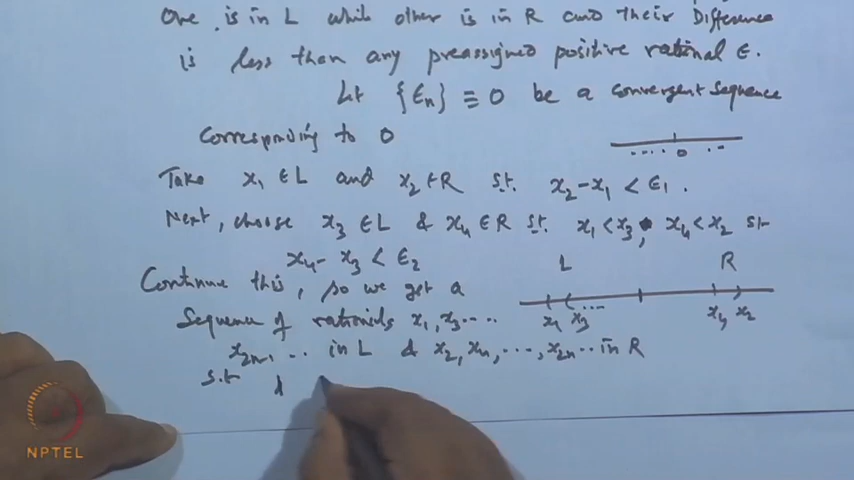 One is in L while other is in R and their Difference
is less than any preassigned positive rational ε.
Let {εn} ≡ 0 be a convergent sequence
Corresponding to 0
..... 0 ..
Take x1 ∈ L and x2 ∈ R s.t. x2 - x1 < ε1.
Next, choose x3 ∈ L & x4 ∈ R s.t. x1 < x3, x4 < x2 st
x4 - x3 < ε2
L R
Continue this, so we get a
x1 x3 ... x4 x2
Sequence of rationals x1, x3 ....
x2n-1, .. in L & x2, x4, ..., x2n .. in R
s.t
NPTEL